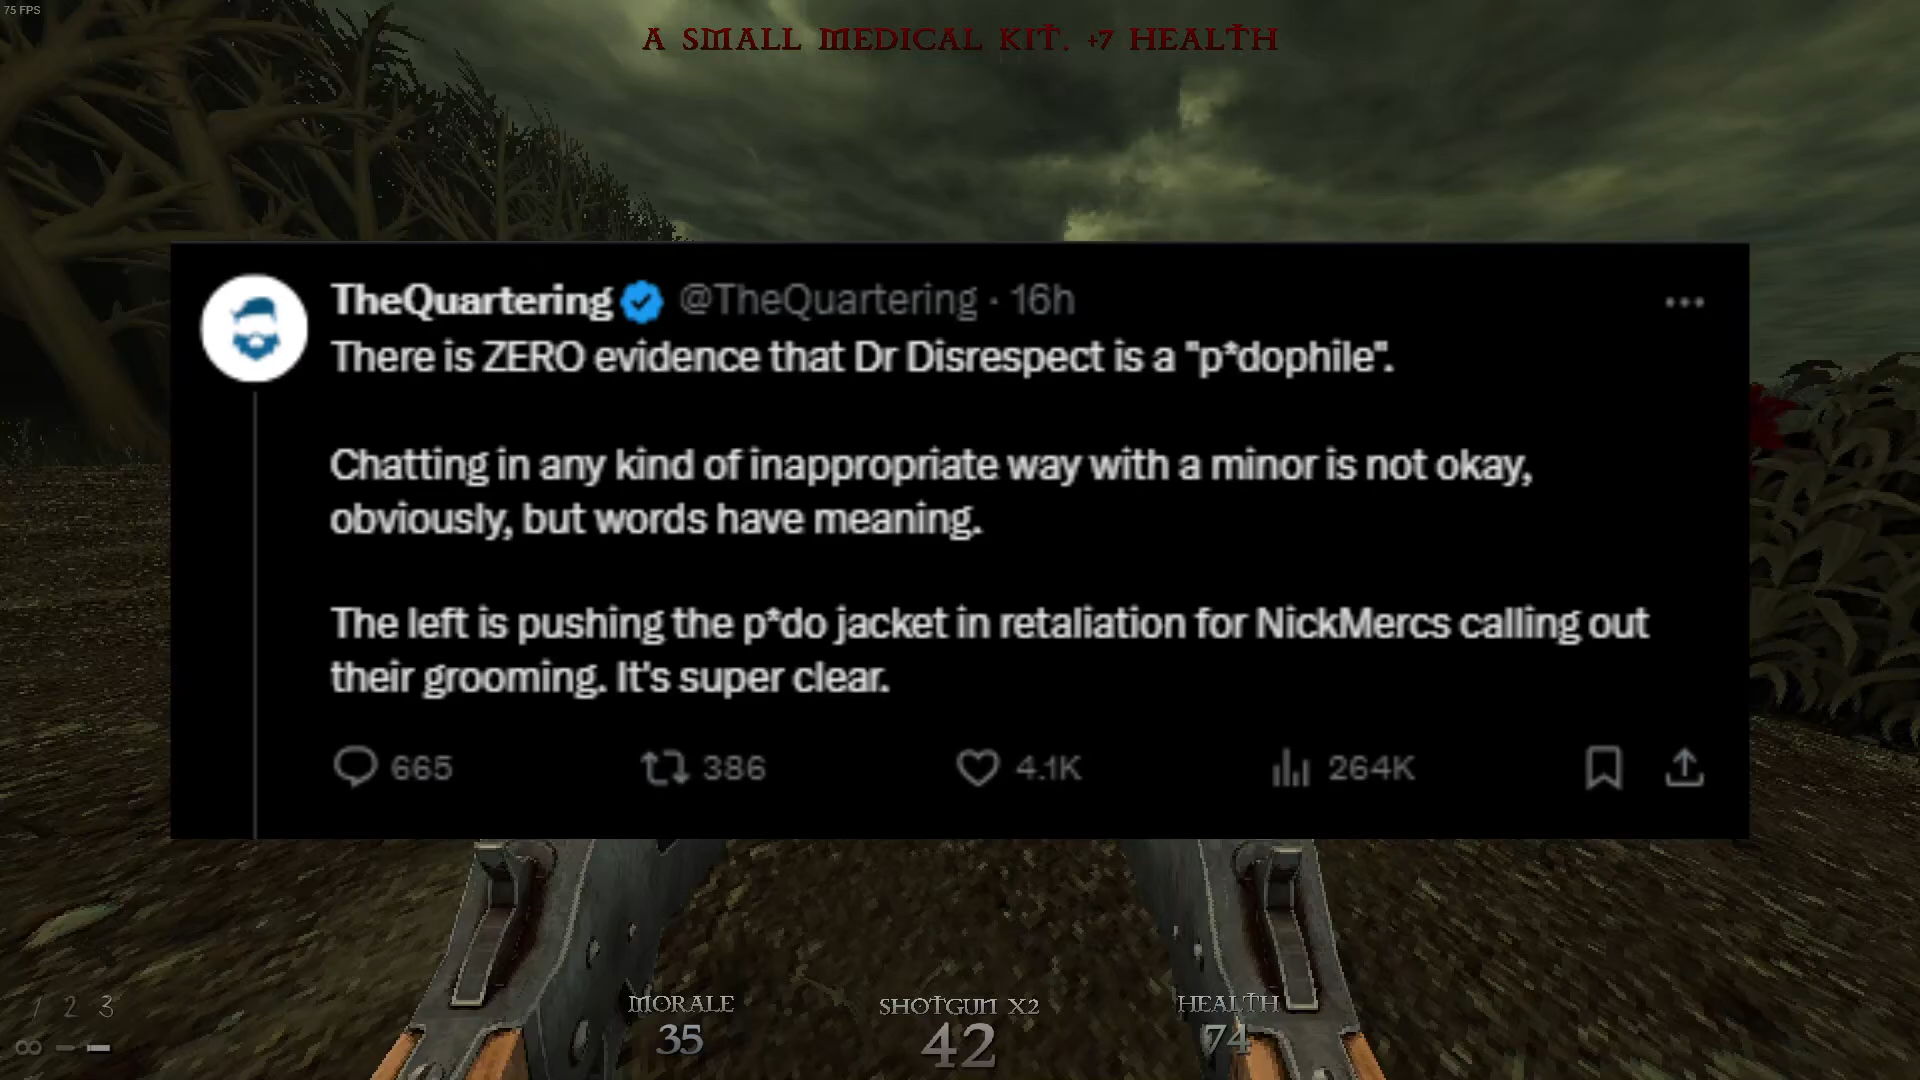 75 FPS
A SMALL MEDICAL KIT. +7 HEALTH
TheQuartering @TheQuartering · 16h
There is ZERO evidence that Dr Disrespect is a "p*dophile".
Chatting in any kind of inappropriate way with a minor is not okay,
obviously, but words have meaning.
The left is pushing the p*do jacket in retaliation for NickMercs calling out
their grooming. It's super clear.
665 386 4.1K 264K
1 2 3
∞
MORALE SHOTGUN X2 HEALTH
35 42 74